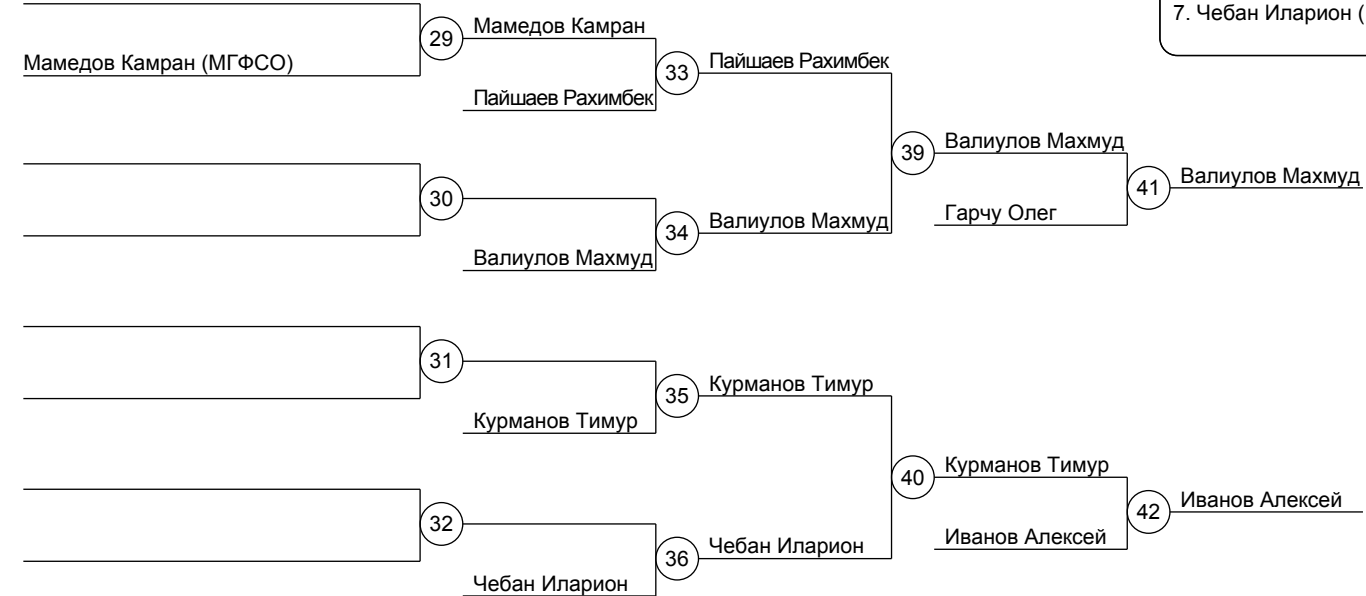 7. Чебан Иларион (
Мамедов Камран
29
Мамедов Камран (МГФСО)
Пайшаев Рахимбек
33
Пайшаев Рахимбек
Валиулов Махмуд
39
Валиулов Махмуд
41
30
Гарчу Олег
Валиулов Махмуд
34
Валиулов Махмуд
31
Курманов Тимур
35
Курманов Тимур
Курманов Тимур
40
Иванов Алексей
42
32
Иванов Алексей
Чебан Иларион
36
Чебан Иларион